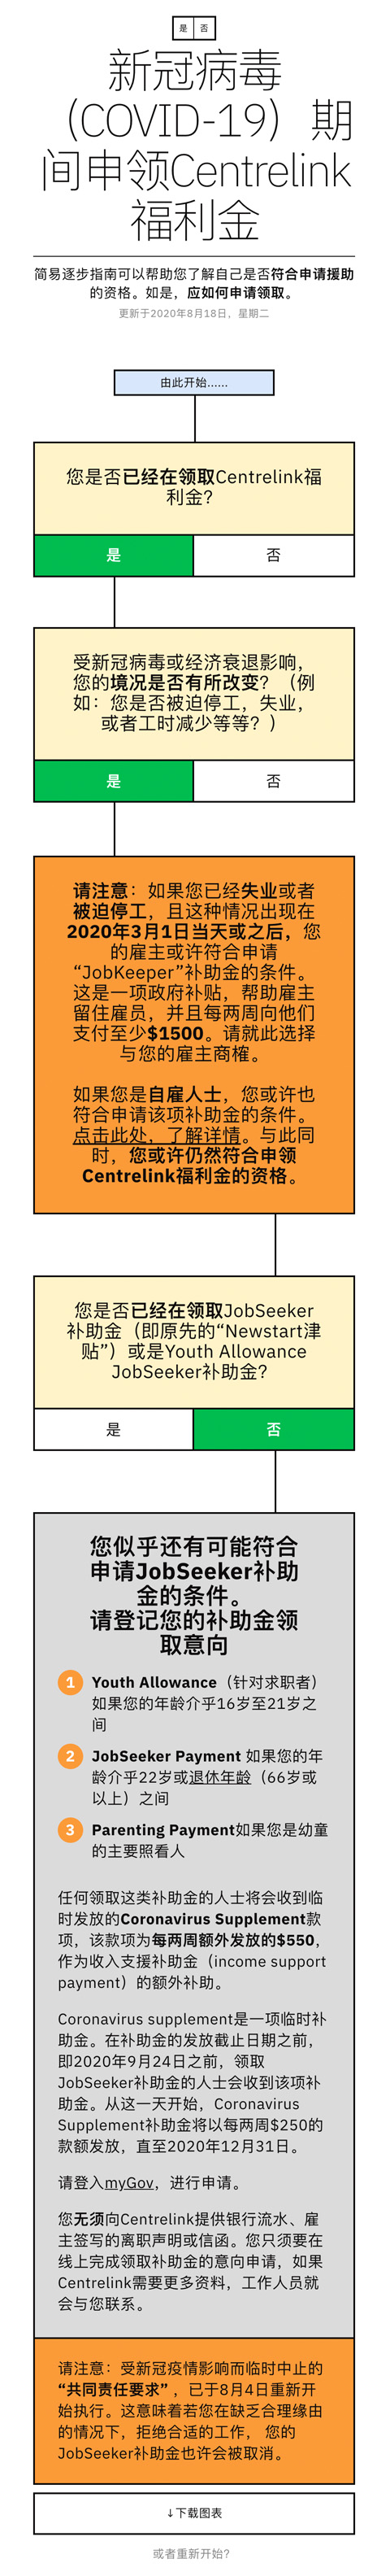 是 否
新冠病毒
（COVID-19）期
间申领Centrelink
福利金
简易逐步指南可以帮助您了解自己是否符合申请援助
的资格。如是，应如何申请领取。
更新于2020年8月18日，星期二
由此开始……
您是否已经在领取Centrelink福
利金？
是 否
受新冠病毒或经济衰退影响，
您的境况是否有所改变？（例
如：您是否被迫停工，失业，
或者工时减少等等？）
是 否
请注意：如果您已经失业或者
被迫停工，且这种情况出现在
2020年3月1日当天或之后，您
的雇主或许符合申请
“JobKeeper”补助金的条件。
这是一项政府补贴，帮助雇主
留住雇员，并且每两周向他们
支付至少$1500。请就此选择
与您的雇主商榷。
如果您是自雇人士，您或许也
符合申请该项补助金的条件。
点击此处，了解详情。与此同
时，您或许仍然符合申领
Centrelink福利金的资格。
您是否已经在领取JobSeeker
补助金（即原先的“Newstart津
贴”）或是Youth Allowance
JobSeeker补助金？
是 否
您似乎还有可能符合
申请JobSeeker补助
金的条件。
请登记您的补助金领
取意向
1 Youth Allowance（针对求职者）
如果您的年龄介乎16岁至21岁之
间
2 JobSeeker Payment 如果您的年
龄介乎22岁或退休年龄（66岁或
以上）之间
3 Parenting Payment如果您是幼童
的主要照看人
任何领取这类补助金的人士将会收到临
时发放的Coronavirus Supplement款
项，该款项为每两周额外发放的$550，
作为收入支援补助金（income support
payment）的额外补助。
Coronavirus supplement是一项临时补
助金。在补助金的发放截止日期之前，
即2020年9月24日之前，领取
JobSeeker补助金的人士会收到该项补
助金。从这一天开始，Coronavirus
Supplement补助金将以每两周$250的
款额发放，直至2020年12月31日。
请登入myGov，进行申请。
您无须向Centrelink提供银行流水、雇
主签写的离职声明或信函。您只须要在
线上完成领取补助金的意向申请，如果
Centrelink需要更多资料，工作人员就
会与您联系。
请注意：受新冠疫情影响而临时中止的
“共同责任要求”，已于8月4日重新开
始执行。这意味着若您在缺乏合理缘由
的情况下，拒绝合适的工作， 您的
JobSeeker补助金也许会被取消。
↓下载图表
或者重新开始？